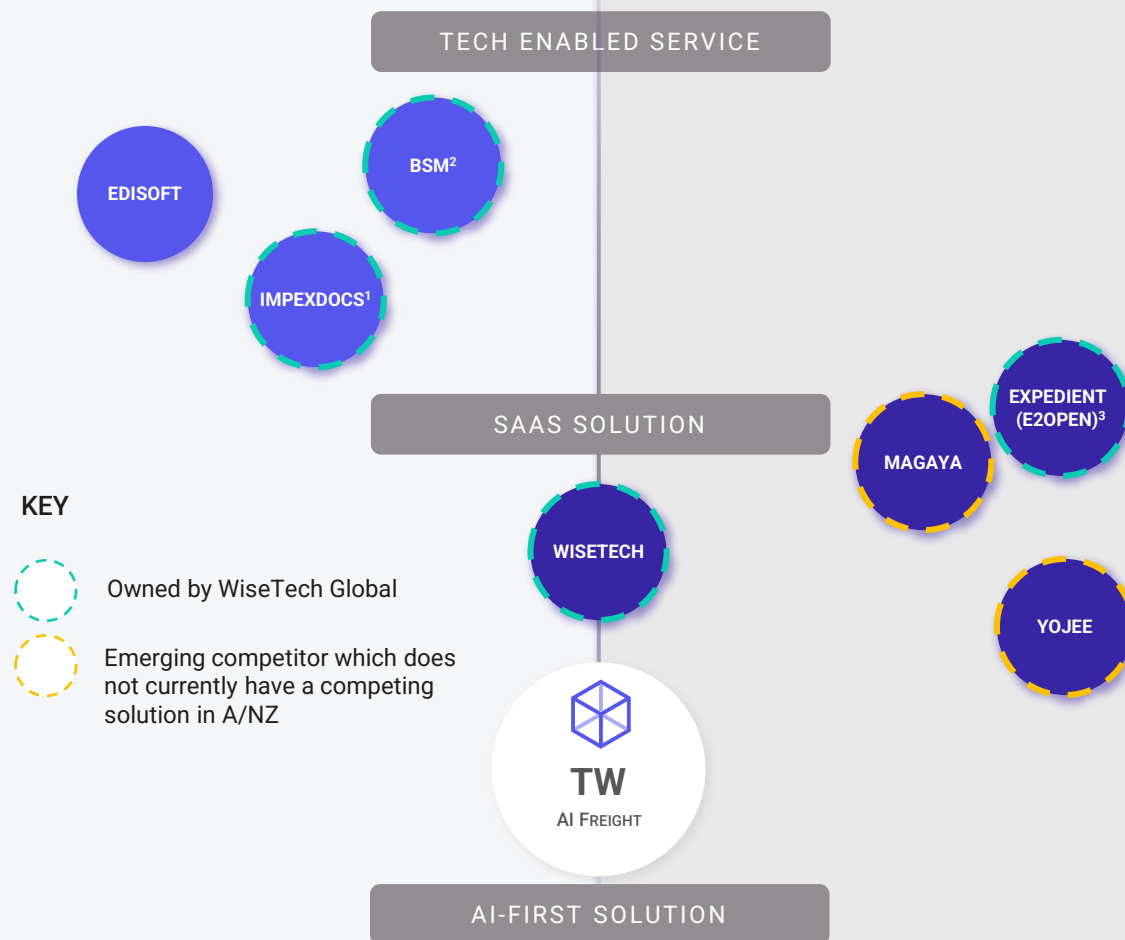 TECH ENABLED SERVICE
EDISOFT
BSM²
IMPEXDOCS¹
SAAS SOLUTION
EXPEDIENT
(E2OPEN)³
MAGAYA
WISETECH
YOJEE
KEY
Owned by WiseTech Global
Emerging competitor which does
not currently have a competing
solution in A/NZ
TW
AI FREIGHT
AI-FIRST SOLUTION